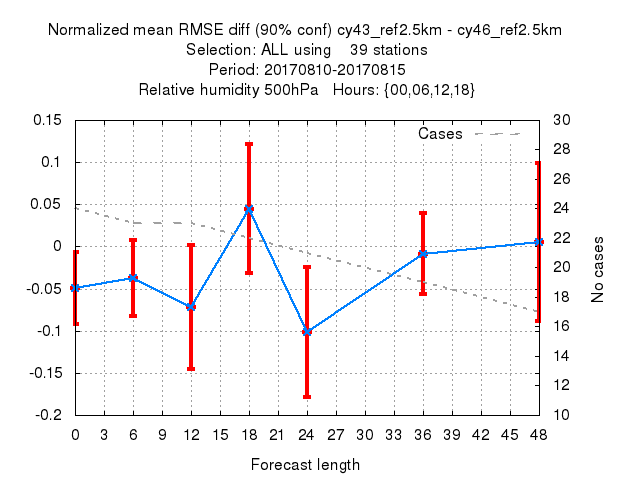 Normalized mean RMSE diff (90% conf) cy43_ref2.5km - cy46_ref2.5km
Selection: ALL using 39 stations
Period: 20170810-20170815
Relative humidity 500hPa Hours: {00,06,12,18}
Cases
0.15
0.1
0.05
0
-0.05
-0.1
-0.15
-0.2
30
28
26
24
22
20
18
16
14
12
10
No cases
0 3 6 9 12 15 18 21 24 27 30 33 36 39 42 45 48
Forecast length